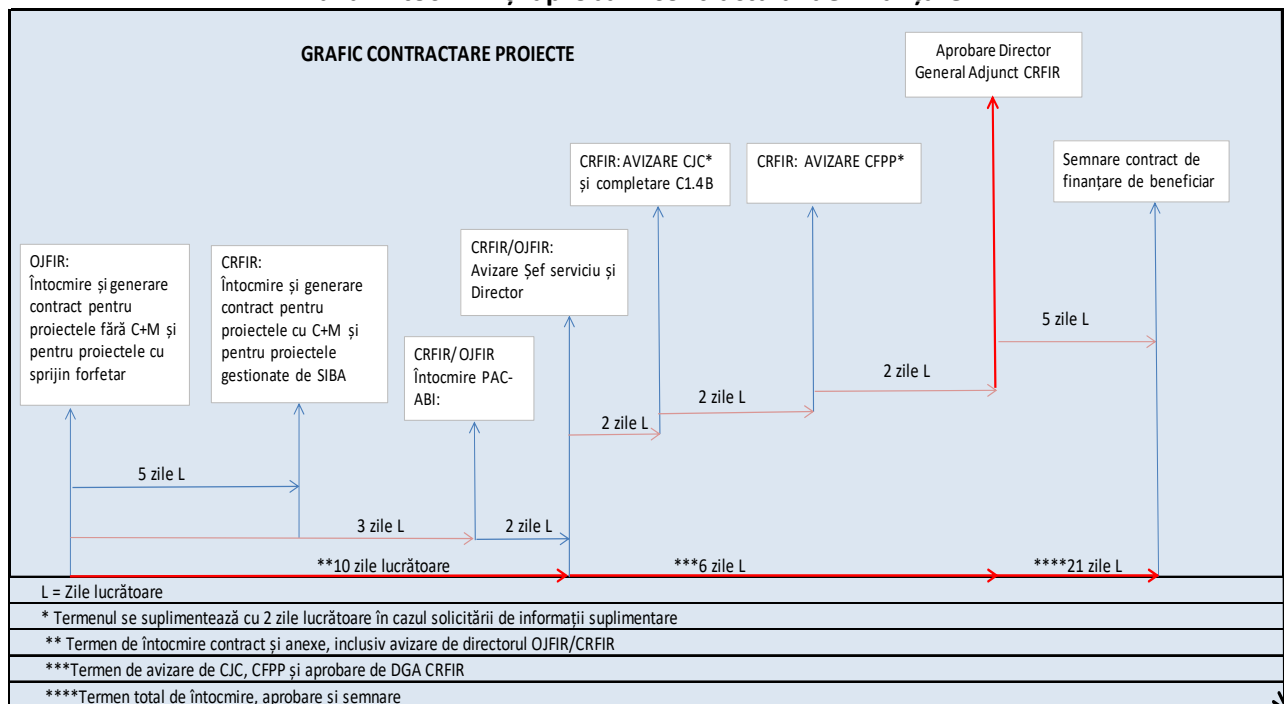 GRAFIC CONTRACTARE PROIECTE
Aprobare Director
General Adjunct CRFIR
CRFIR: AVIZARE CJC*
și completare C1.4B
CRFIR: AVIZARE CFPP*
Semnare contract de
finanțare de beneficiar
OJFIR:
Întocmire și generare
contract pentru
proiectele fără C+M și
pentru proiectele cu
sprijin forfetar
CRFIR:
Întocmire și generare
contract pentru
proiectele cu C+M și
pentru proiectele
gestionate de SIBA
CRFIR/OJFIR:
Avizare Șef serviciu și
Director
CRFIR/ OJFIR
Întocmire PAC-
ABI:
5 zile L
2 zile L
2 zile L
2 zile L
5 zile L
3 zile L
2 zile L
**10 zile lucrătoare
***6 zile L
****21 zile L
L = Zile lucrătoare
* Termenul se suplimentează cu 2 zile lucrătoare în cazul solicitării de informații suplimentare
** Termen de întocmire contract și anexe, inclusiv avizare de directorul OJFIR/CRFIR
***Termen de avizare de CJC, CFPP și aprobare de DGA CRFIR
****Termen total de întocmire, aprobare si semnare